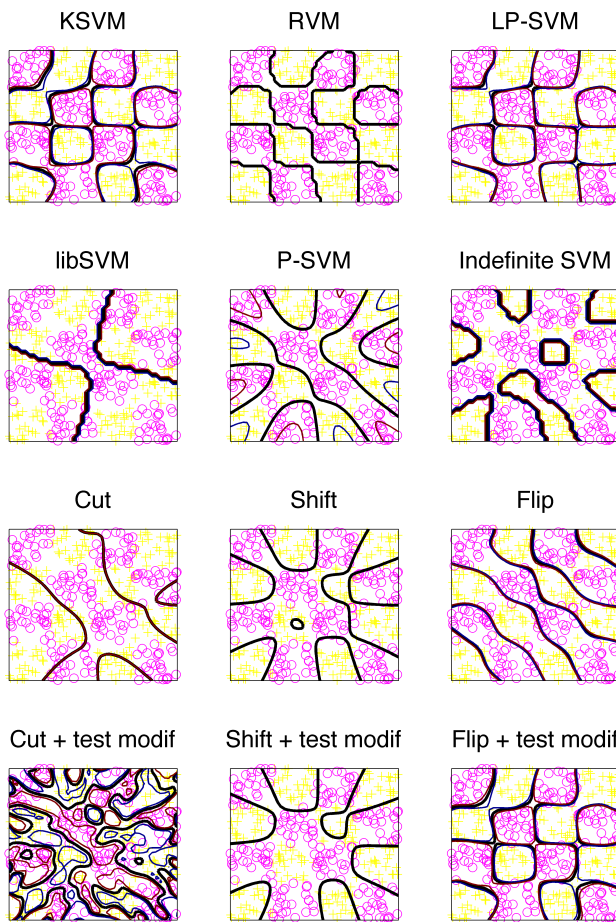 KSVM
RVM
LP-SVM
libSVM
P-SVM
Indefinite SVM
Cut
Shift
Flip
Cut + test modif
Shift + test modif
Flip + test modif